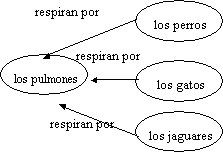 respiran por
los perros
respiran por
los pulmones
los gatos
respiran por
los jaguares